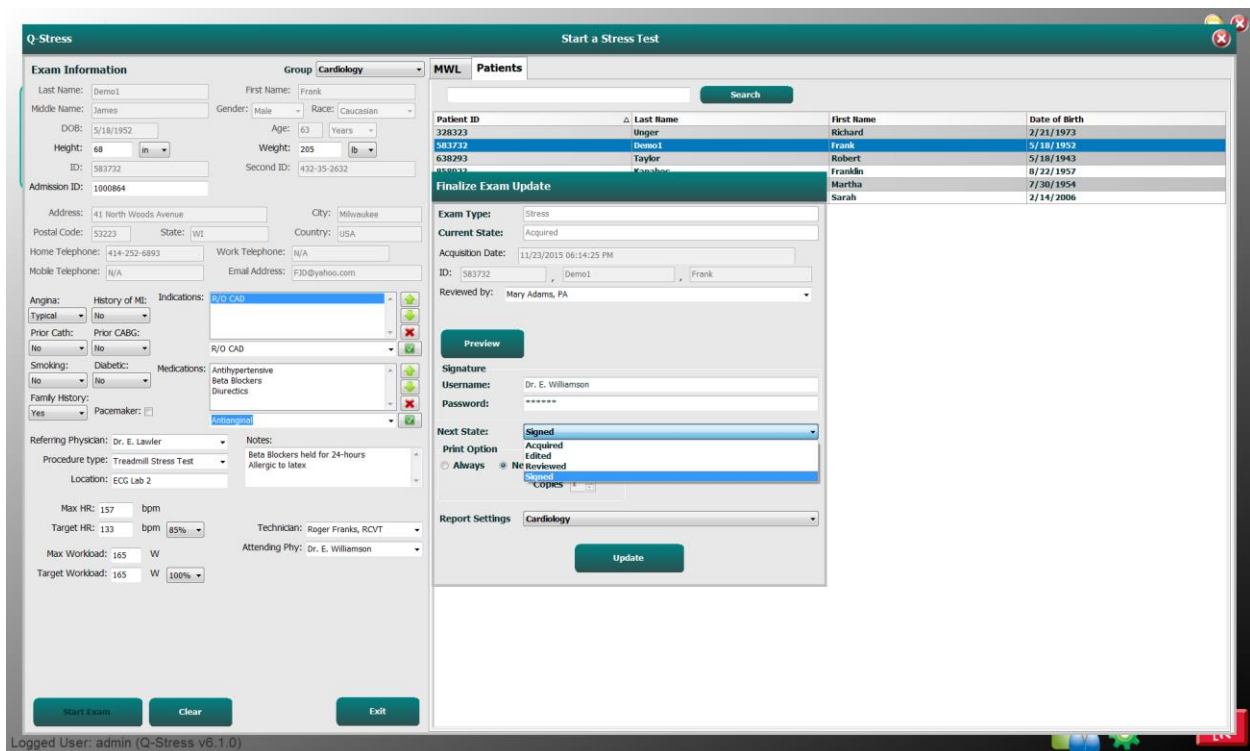 Q-Stress
Start a Stress Test
Exam Information
Group Cardiology
Last Name: Demo1 First Name: Frank
Middle Name: James Gender: Male Race: Caucasian
DOB: 5/18/1952 Age: 63 Years
Height: 68 in Weight: 205 lb
ID: 583732 Second ID: 432-35-2632
Admission ID: 1000864
Address: 41 North Woods Avenue City: Milwaukee
Postal Code: 53223 State: WI Country: USA
Home Telephone: 414-252-6893 Work Telephone: N/A
Mobile Telephone: N/A Email Address: FJD@yahoo.com
Angina: History of MI: Indications: R/O CAD
Typical No
Prior Cath: Prior CABG:
No No R/O CAD
Smoking: Diabetic: Medications: Antihypertensive
No No Beta Blockers
Diurectics
Family History:
Yes Pacemaker:
Antianginal
Referring Physician: Dr. E. Lawler Notes:
Procedure type: Treadmill Stress Test Beta Blockers held for 24-hours
Allergic to latex
Location: ECG Lab 2
Max HR: 157 bpm
Target HR: 133 bpm 85% Technician: Roger Franks, RCVT
Max Workload: 165 W Attending Phy: Dr. E. Williamson
Target Workload: 165 W 100%
Start Exam Clear Exit
MWL Patients
Search
Patient ID Last Name First Name Date of Birth
328323 Unger Richard 2/21/1973
583732 Demo1 Frank 5/18/1952
638293 Taylor Robert 5/18/1943
Franklin 8/22/1957
Martha 7/30/1954
Sarah 2/14/2006
Finalize Exam Update
Exam Type: Stress
Current State: Acquired
Acquisition Date: 11/23/2015 06:14:25 PM
ID: 583732 , Demo1 , Frank
Reviewed by: Mary Adams, PA
Preview
Signature
Username: Dr. E. Williamson
Password: ******
Next State: Signed
Acquired
Edited
Reviewed
Signed
Print Option
Always Ne
Copies
Report Settings Cardiology
Update
Logged User: admin (Q-Stress v6.1.0)